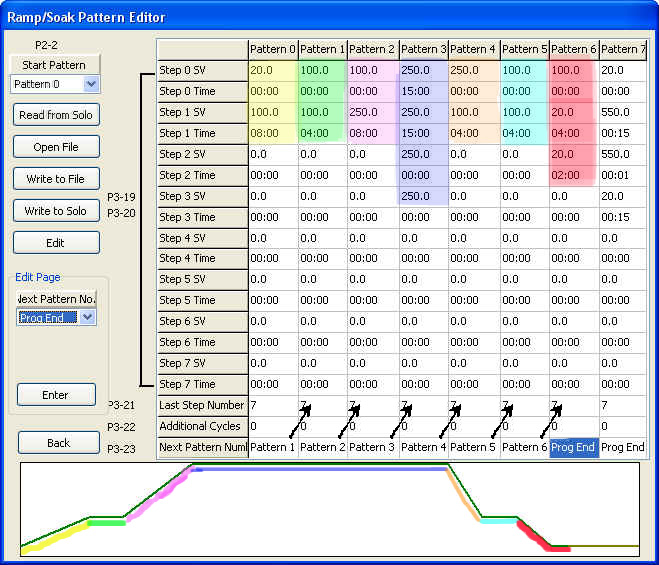 Ramp/Soak Pattern Editor
P2-2
Start Pattern
Pattern 0
Read from Solo
Open File
Write to File
Write to Solo
Edit
Edit Page
Next Pattern No.
Prog End
Enter
Back
P3-19
P3-20
P3-21
P3-22
P3-23
Pattern 0 Pattern 1 Pattern 2 Pattern 3 Pattern 4 Pattern 5 Pattern 6 Pattern 7
Step 0 SV 20.0 100.0 100.0 250.0 250.0 100.0 100.0 20.0
Step 0 Time 00:00 00:00 00:00 15:00 00:00 00:00 00:00 00:00
Step 1 SV 100.0 100.0 250.0 250.0 100.0 100.0 20.0 550.0
Step 1 Time 08:00 04:00 08:00 15:00 04:00 04:00 04:00 00:15
Step 2 SV 0.0 0.0 0.0 250.0 0.0 0.0 20.0 550.0
Step 2 Time 00:00 00:00 00:00 00:00 00:00 00:00 02:00 00:01
Step 3 SV 0.0 0.0 0.0 250.0 0.0 0.0 0.0 20.0
Step 3 Time 00:00 00:00 00:00 00:00 00:00 00:00 00:00 00:15
Step 4 SV 0.0 0.0 0.0 0.0 0.0 0.0 0.0 0.0
Step 4 Time 00:00 00:00 00:00 00:00 00:00 00:00 00:00 00:00
Step 5 SV 0.0 0.0 0.0 0.0 0.0 0.0 0.0 0.0
Step 5 Time 00:00 00:00 00:00 00:00 00:00 00:00 00:00 00:00
Step 6 SV 0.0 0.0 0.0 0.0 0.0 0.0 0.0 0.0
Step 6 Time 00:00 00:00 00:00 00:00 00:00 00:00 00:00 00:00
Step 7 SV 0.0 0.0 0.0 0.0 0.0 0.0 0.0 0.0
Step 7 Time 00:00 00:00 00:00 00:00 00:00 00:00 00:00 00:00
Last Step Number 7 7 7 7 7 7 7 7
Additional Cycles 0 0 0 0 0 0 0 0
Next Pattern Numl Pattern 1 Pattern 2 Pattern 3 Pattern 4 Pattern 5 Pattern 6 Prog End Prog End